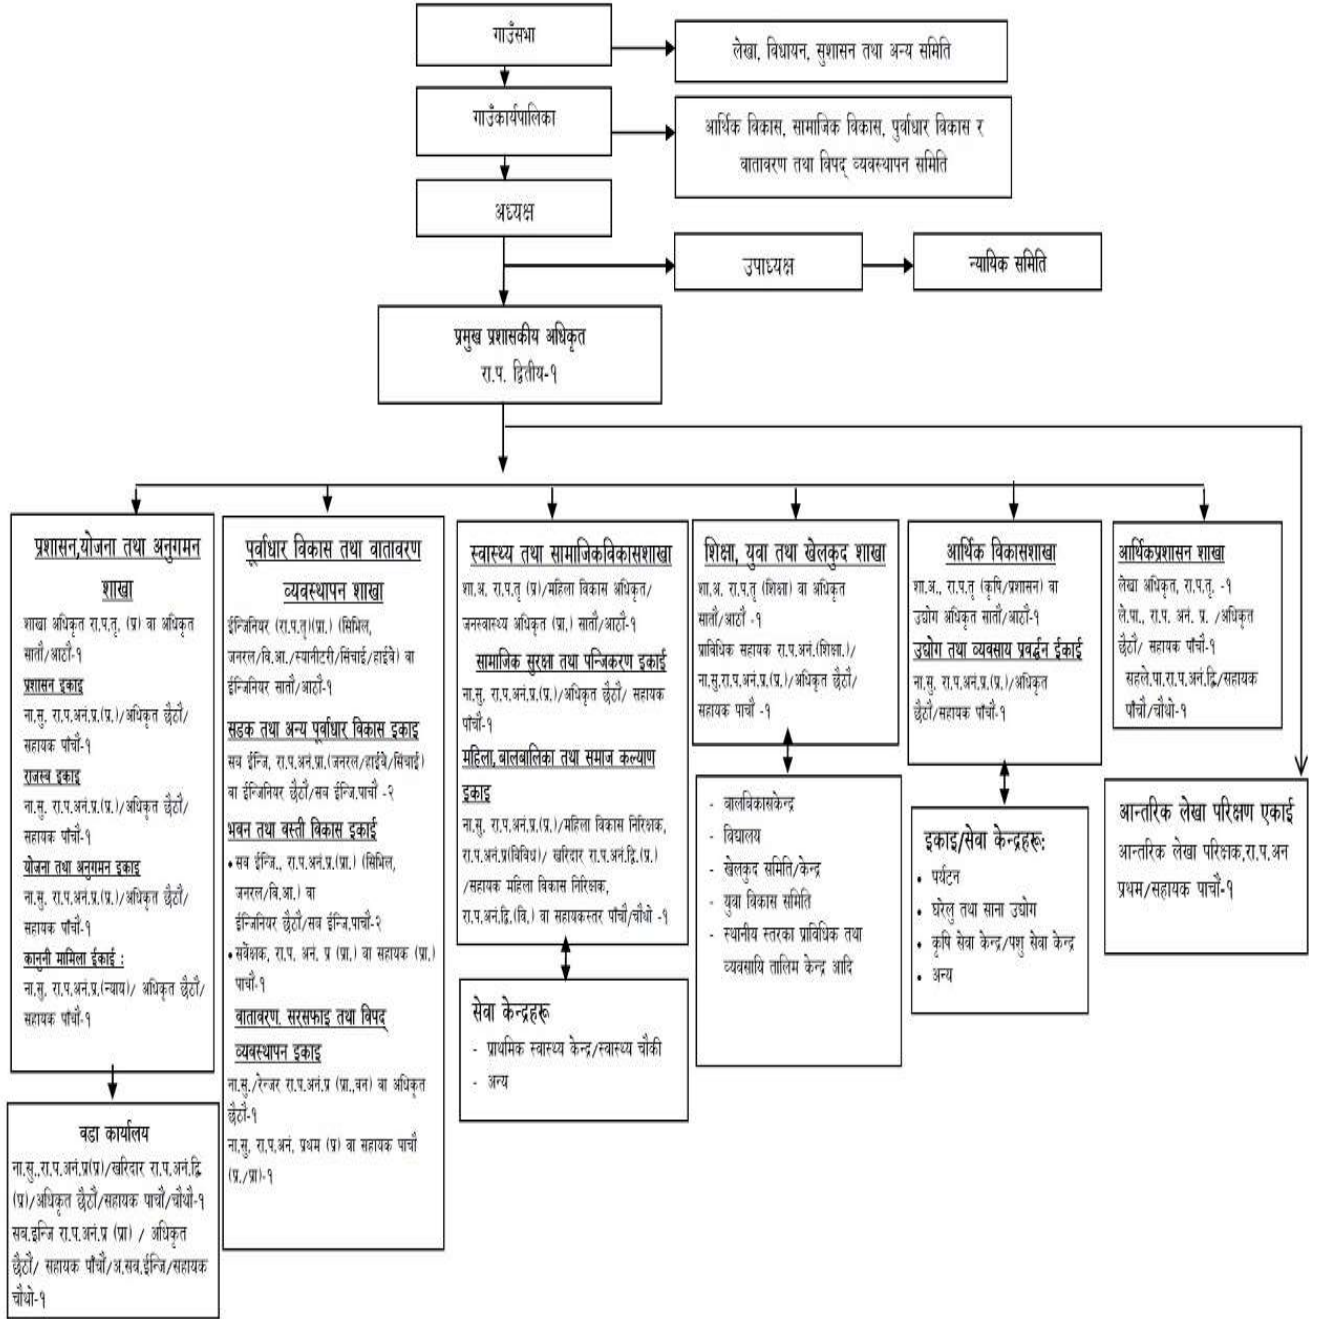 गाउँसभा
लेखा, विधायन, सुशासन तथा अन्य समिति
गाउँकार्यपालिका
आर्थिक विकास, सामाजिक विकास, पुर्वाधार विकास र
वातावरण तथा विपद् व्यवस्थापन समिति
अध्यक्ष
उपाध्यक्ष
न्यायिक समिति
प्रमुख प्रशासकीय अधिकृत
रा.प. द्वितीय-१
प्रशासन,योजना तथा अनुगमन
शाखा
शाखा अधिकृत रा.प.तृ. (प्र) वा अधिकृत
सातौं/आठौं-१
प्रशासन इकाइ
ना.सु. रा.प.अनं.प्र.(प्र.)/अधिकृत छैठौं/
सहायक पाँचौं-१
राजस्व इकाइ
ना.सु. रा.प.अनं.प्र.(प्र.)/अधिकृत छैठौं/
सहायक पाँचौं-१
योजना तथा अनुगमन इकाइ
ना.सु. रा.प.अनं.प्र.(प्र.)/अधिकृत छैठौं/
सहायक पाँचौं-१
कानुनी मामिला ईकाई :
ना.सु. रा.प.अनं.प्र.(न्याय)/ अधिकृत छैठौं/
सहायक पाँचौं-१
वडा कार्यालय
ना.सु.,रा.प.अनं.प्र(प्र)/खरिदार रा.प.अनं.द्वि
(प्र)/अधिकृत छैठौं/सहायक पाचौं/चौथौ-१
सब.इन्जि रा.प.अनं.प्र (प्रा) / अधिकृत
छैठौं/ सहायक पाँचौं/अ.सब.ईन्जि/सहायक
चौथो-१
पूर्वाधार विकास तथा वातावरण
व्यवस्थापन शाखा
ईन्जिनियर (रा.प.तृ)(प्रा.) (सिभिल,
जनरल/बि.आ./स्यानीटरी/सिंचाई/हाईवे) वा
ईन्जिनियर सातौं/आठौं-१
सडक तथा अन्य पूर्वाधार विकास इकाइ
सब ईन्जि, रा.प.अनं.प्रा.(जनरल/हाईवे/सिंचाई)
वा ईन्जिनियर छैठौं/सब ईन्जि.पाचौं -२
भवन तथा वस्ती विकास इकाई
• सब ईन्जि., रा.प.अनं.प्र.(प्रा.) (सिभिल,
जनरल/बि.आ.) वा
ईन्जिनियर छैठौं/सब ईन्जि.पाचौं-२
• सर्वेक्षक, रा.प. अनं. प्र (प्रा.) वा सहायक (प्रा.)
पाचौं-१
वातावरण. सरसफाइ तथा विपद्
व्यवस्थापन इकाइ
ना.सु./रेन्जर रा.प.अनं.प्र (प्रा.,वन) वा अधिकृत
छैठौं-१
ना.सु. रा.प.अनं. प्रथम (प्र) वा सहायक पाचौं
(प्र./प्रा)-१
स्वास्थ्य तथा सामाजिकविकासशाखा
शा.अ. रा.प.तृ (प्र)/महिला विकास अधिकृत/
जनस्वास्थ्य अधिकृत (प्रा.) सातौं/आठौं-१
सामाजिक सुरक्षा तथा पन्जिकरण इकाई
ना.सु. रा.प.अनं.प्र.(प्र.)/अधिकृत छैठौं/ सहायक
पाँचौं-१
महिला, बालबालिका तथा समाज कल्याण
इकाइ
ना.सु. रा.प.अनं.प्र.(प्र.)/महिला विकास निरिक्षक,
रा.प.अनं.प्र(विविध)/ खरिदार रा.प.अनं.द्वि.(प्र.)
/सहायक महिला विकास निरिक्षक,
रा.प.अनं.द्वि.(वि.) वा सहायकस्तर पाँचौं/चौथो -१
सेवा केन्द्रहरू
- प्राथमिक स्वास्थ्य केन्द्र/स्वास्थ्य चौकी
- अन्य
शिक्षा, युवा तथा खेलकुद शाखा
शा.अ. रा.प.तृ (शिक्षा) वा अधिकृत
सातौं/आठौं -१
प्राविधिक सहायक रा.प.अनं.(शिक्षा.)/
ना.सु.रा.प.अनं.प्र.(प्र.)/अधिकृत छैठौं/
सहायक पाचौं -१
- बालबिकासकेन्द्र
- विद्यालय
- खेलकुद समिति/केन्द्र
- युवा विकास समिति
- स्थानीय स्तरका प्राविधिक तथा
व्यवसायि तालिम केन्द्र आदि
आर्थिक विकासशाखा
शा.अ., रा.प.तृ (कृषि/प्रशासन) वा
उद्योग अधिकृत सातौं/आठौं-१
उद्योग तथा व्यवसाय प्रवर्द्धन ईकाई
ना.सु. रा.प.अनं.प्र.(प्र.)/अधिकृत
छैठौं/सहायक पाँचौं-१
इकाइ/सेवा केन्द्रहरू:
• पर्यटन
• घरेलु तथा साना उद्योग
• कृषि सेवा केन्द्र/पशु सेवा केन्द्र
• अन्य
आर्थिकप्रशासन शाखा
लेखा अधिकृत, रा.प.तृ. -१
ले.पा., रा.प. अनं. प्र. /अधिकृत
छैठौं/ सहायक पाँचौं-१
सहले.पा.रा.प.अनं.द्वि/सहायक
पाँचौं/चौथो-१
आन्तरिक लेखा परिक्षण एकाई
आन्तरिक लेखा परिक्षक,रा.प.अन
प्रथम/सहायक पाचौं-१